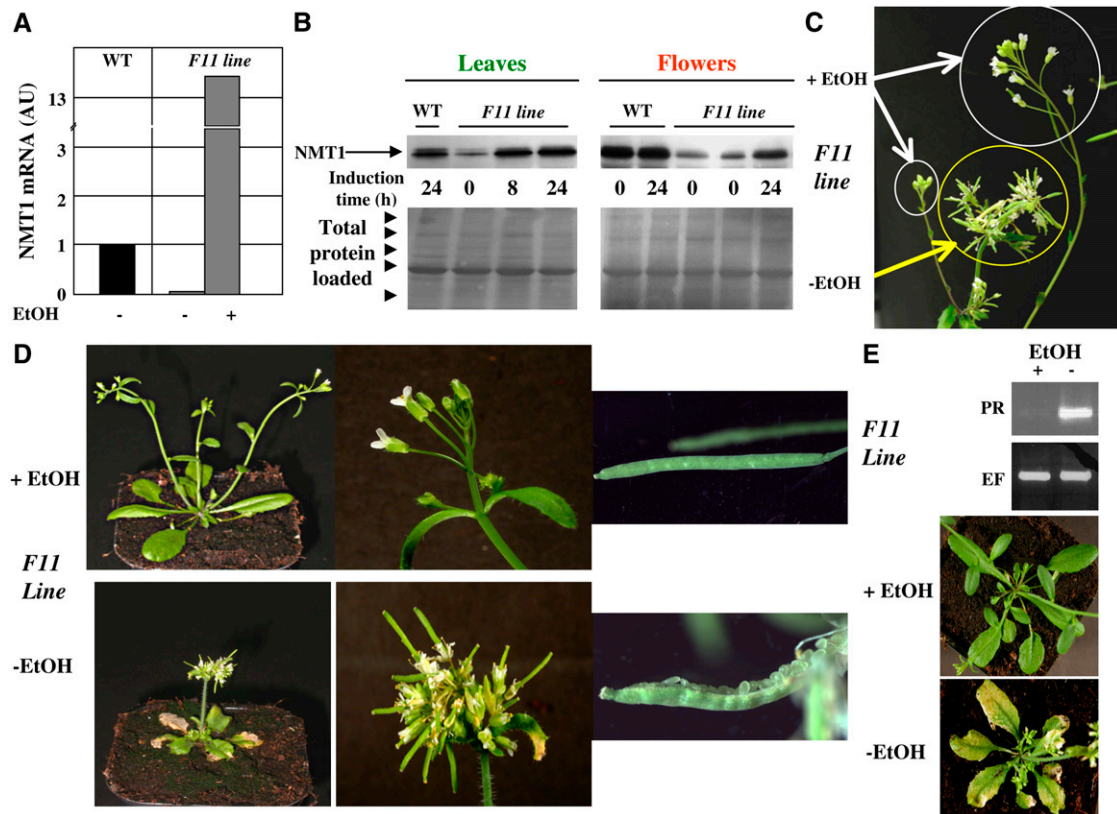 A
WT
F11 line
NMT1 mRNA (AU)
13
3
1
0
EtOH
-
-
+
B
Leaves
Flowers
WT
F11 line
WT
F11 line
NMT1
Induction
time (h)
24
0
8
24
0
24
0
0
24
Total
protein
loaded
C
+ EtOH
F11
line
-EtOH
D
+ EtOH
F11
Line
-EtOH
E
EtOH
+
-
PR
F11
Line
EF
+ EtOH
-EtOH